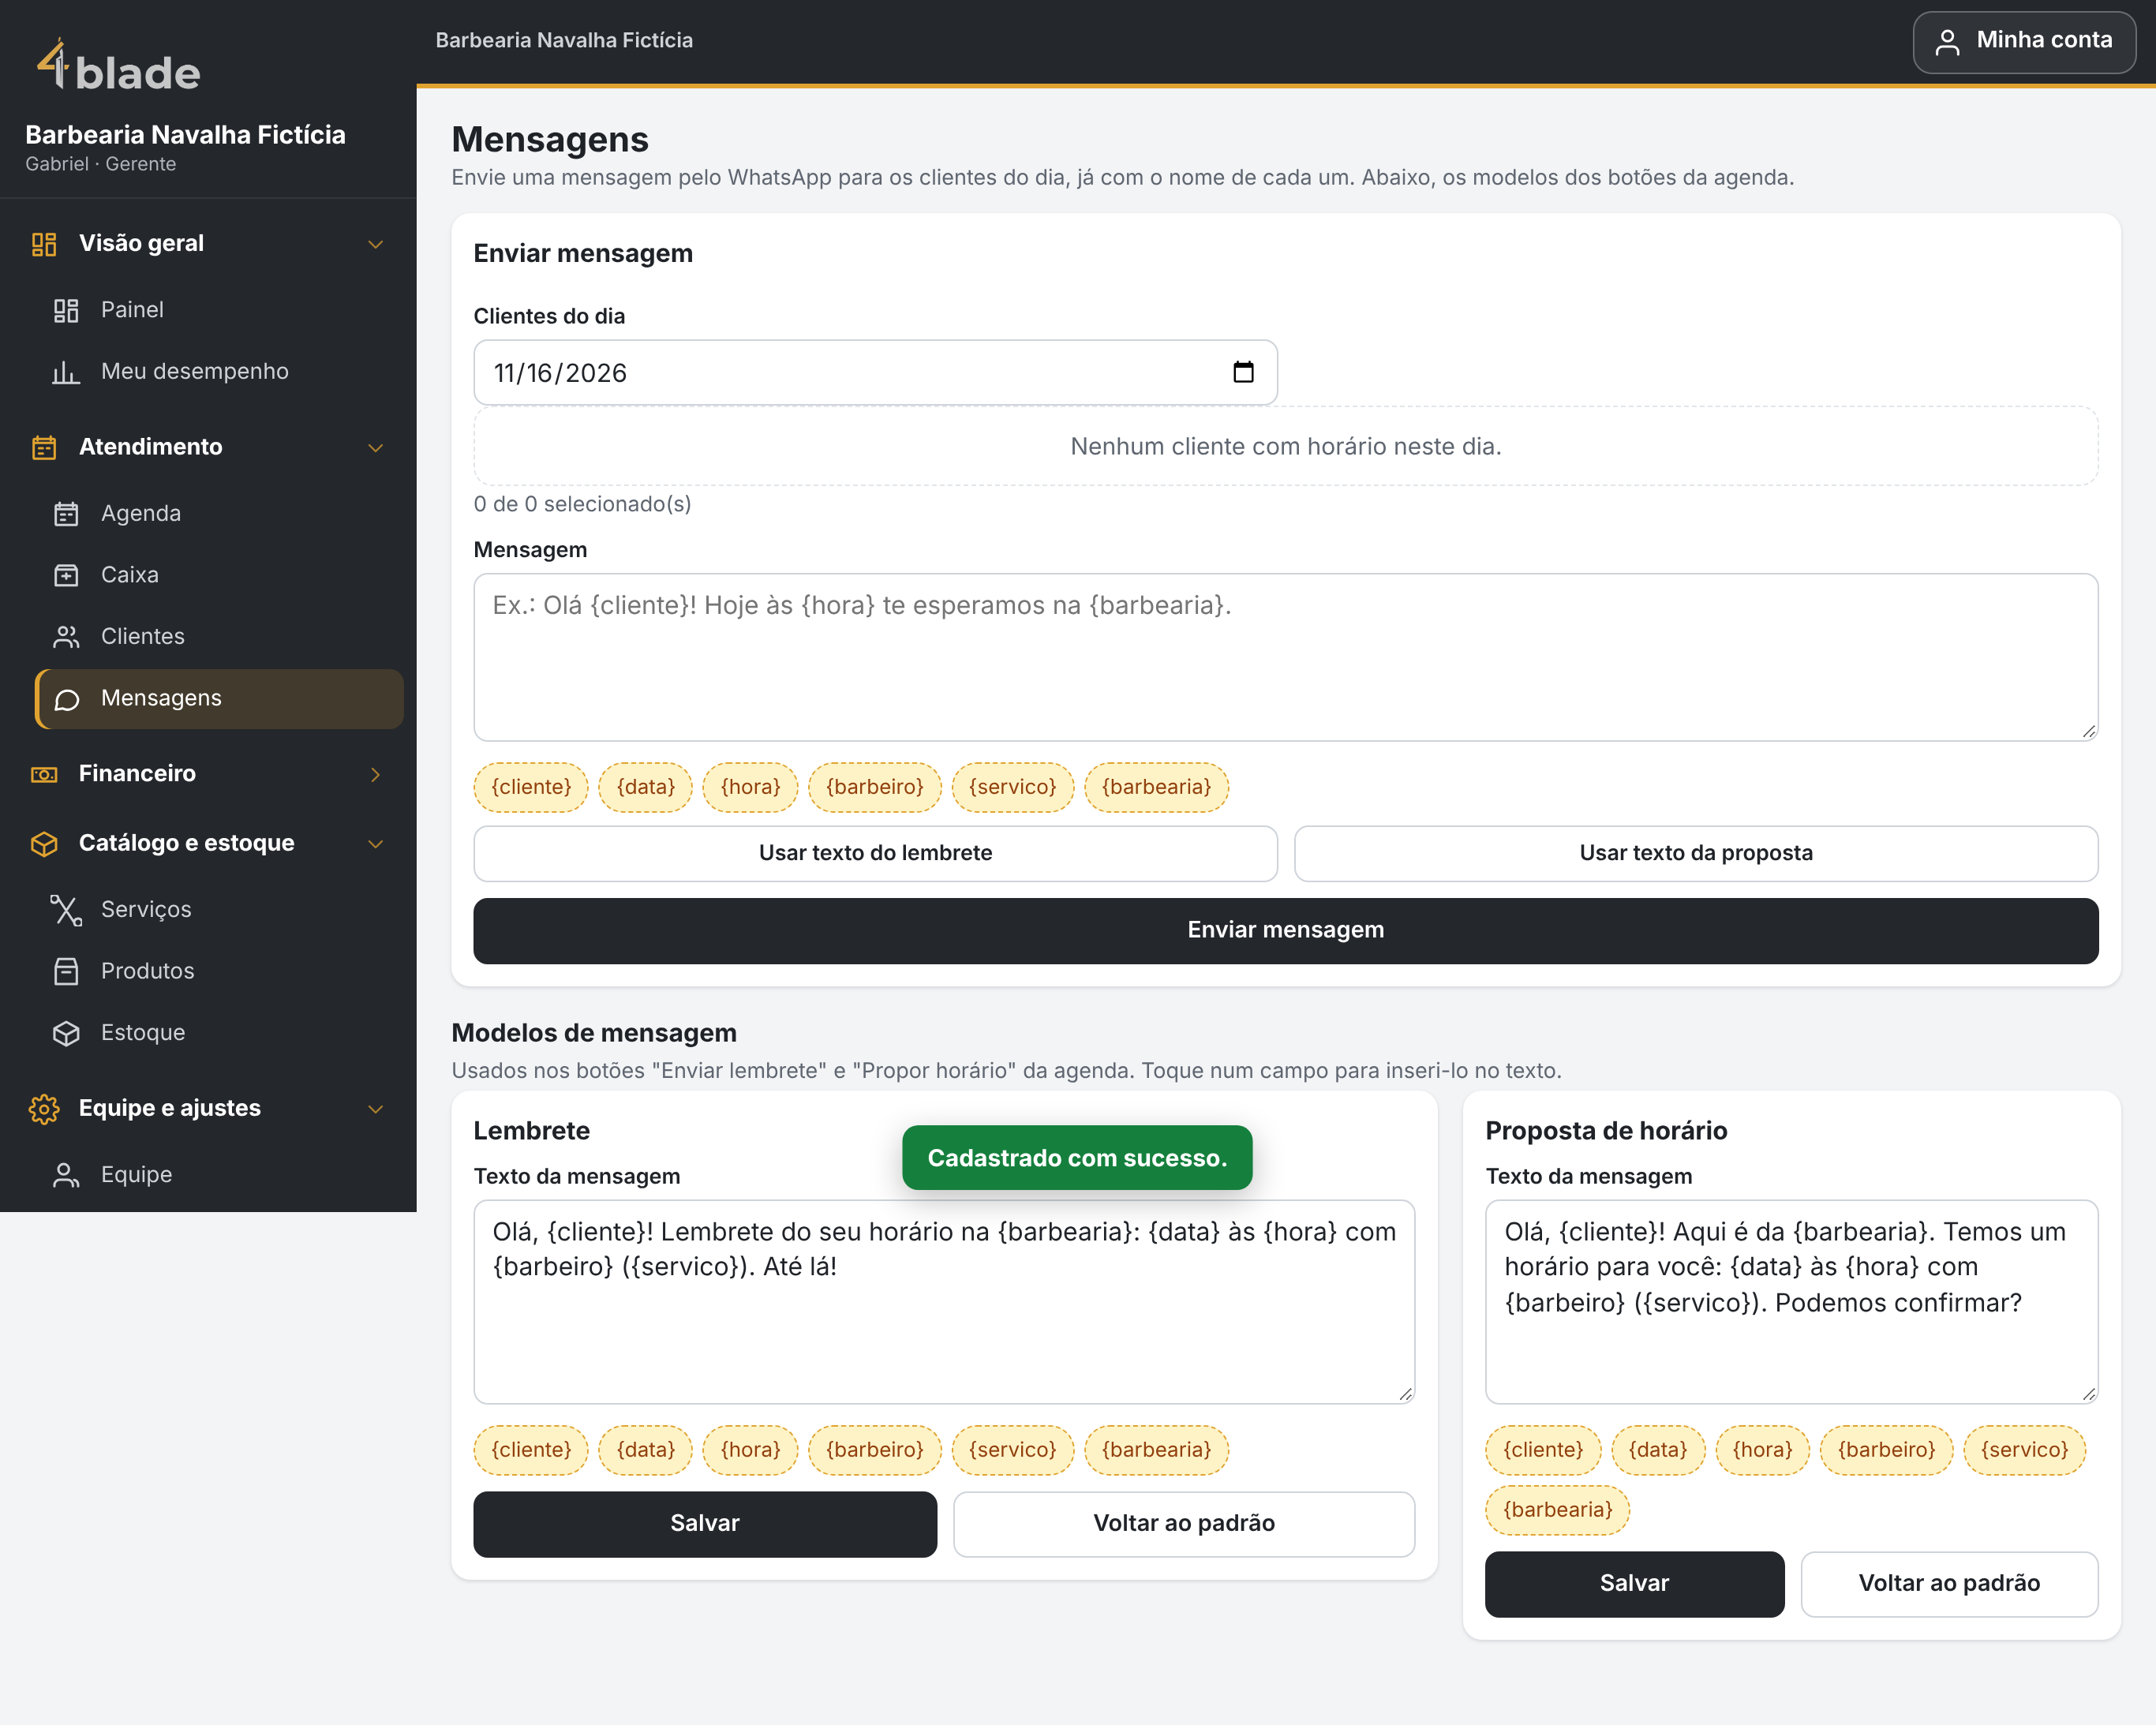 4blade
Barbearia Navalha Fictícia
Gabriel · Gerente
Visão geral
Painel
Meu desempenho
Atendimento
Agenda
Caixa
Clientes
Mensagens
Financeiro
Catálogo e estoque
Serviços
Produtos
Estoque
Equipe e ajustes
Equipe
Barbearia Navalha Fictícia
Minha conta
Mensagens
Envie uma mensagem pelo WhatsApp para os clientes do dia, já com o nome de cada um. Abaixo, os modelos dos botões da agenda.
Enviar mensagem
Clientes do dia
11/16/2026
Nenhum cliente com horário neste dia.
0 de 0 selecionado(s)
Mensagem
Ex.: Olá {cliente}! Hoje às {hora} te esperamos na {barbearia}.
{cliente} {data} {hora} {barbeiro} {servico} {barbearia}
Usar texto do lembrete
Usar texto da proposta
Enviar mensagem
Modelos de mensagem
Usados nos botões "Enviar lembrete" e "Propor horário" da agenda. Toque num campo para inseri-lo no texto.
Lembrete
Cadastrado com sucesso.
Texto da mensagem
Olá, {cliente}! Lembrete do seu horário na {barbearia}: {data} às {hora} com
{barbeiro} ({servico}). Até lá!
{cliente} {data} {hora} {barbeiro} {servico} {barbearia}
Salvar
Voltar ao padrão
Proposta de horário
Texto da mensagem
Olá, {cliente}! Aqui é da {barbearia}. Temos um
horário para você: {data} às {hora} com
{barbeiro} ({servico}). Podemos confirmar?
{cliente} {data} {hora} {barbeiro} {servico}
{barbearia}
Salvar
Voltar ao padrão